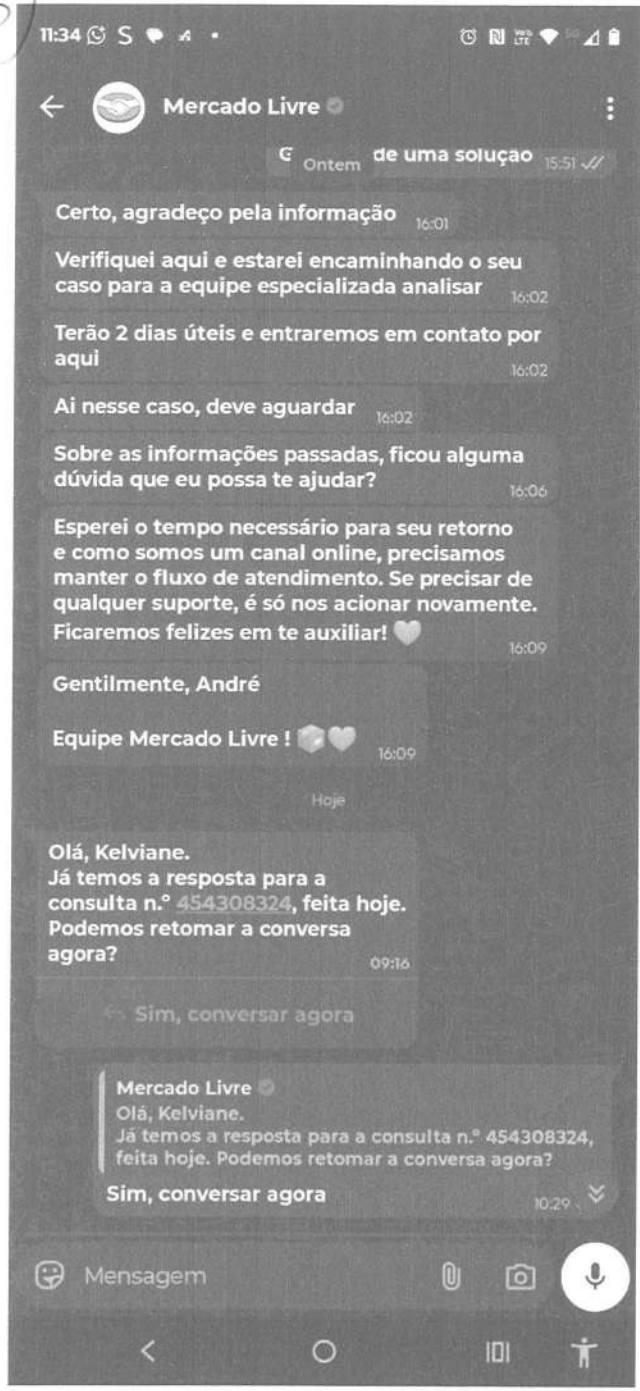 11:34
Mercado Livre
de uma solução 15:51
Ontem
Certo, agradeço pela informação 16:01
Verifiquei aqui e estarei encaminhando o seu
caso para a equipe especializada analisar 16:02
Terão 2 dias úteis e entraremos em contato por
aqui 16:02
Ai nesse caso, deve aguardar 16:02
Sobre as informações passadas, ficou alguma
dúvida que eu possa te ajudar? 16:06
Esperei o tempo necessário para seu retorno
e como somos um canal online, precisamos
manter o fluxo de atendimento. Se precisar de
qualquer suporte, é só nos acionar novamente.
Ficaremos felizes em te auxiliar! 16:09
Gentilmente, André
Equipe Mercado Livre ! 16:09
Hoje
Olá, Kelviane.
Já temos a resposta para a
consulta n.º 454308324, feita hoje.
Podemos retomar a conversa
agora? 09:16
Sim, conversar agora
Mercado Livre
Olá, Kelviane.
Já temos a resposta para a consulta n.º 454308324,
feita hoje. Podemos retomar a conversa agora?
Sim, conversar agora 10:29
Mensagem